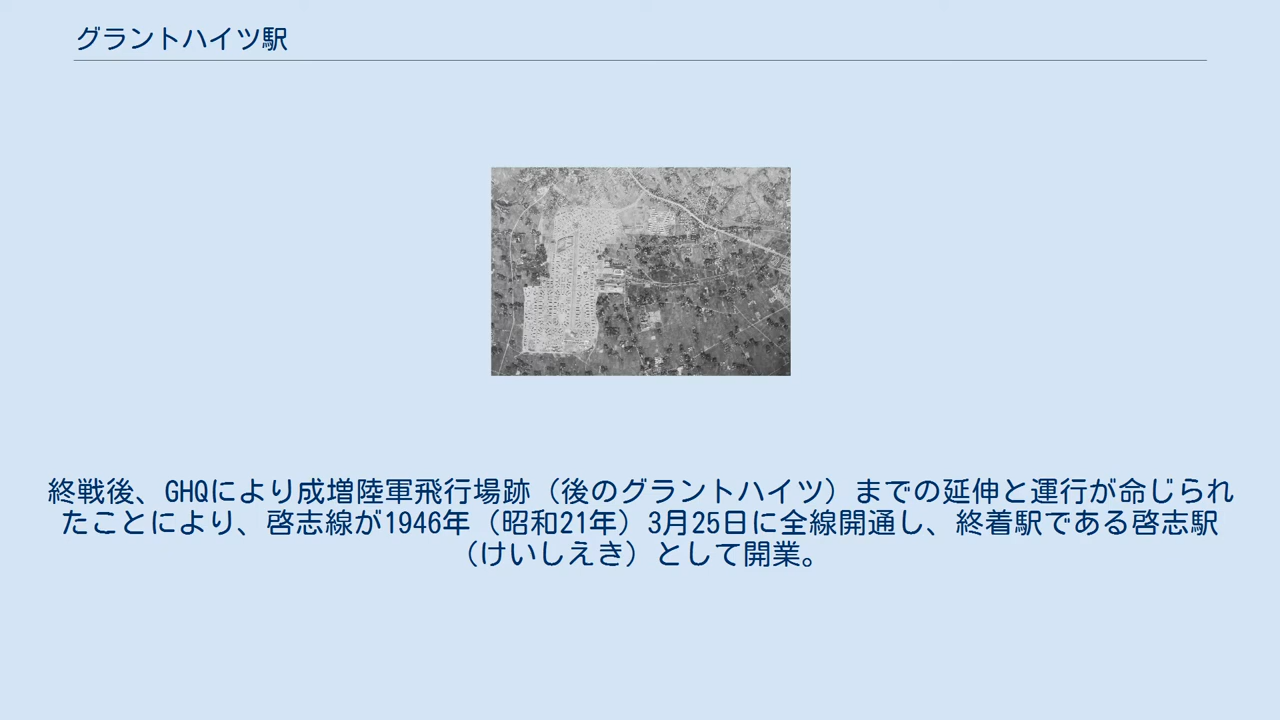 グラントハイツ駅
終戦後、GHQにより成増陸軍飛行場跡（後のグラントハイツ）までの延伸と運行が命じられ
たことにより、啓志線が1946年（昭和21年）3月25日に全線開通し、終着駅である啓志駅
（けいしえき）として開業。